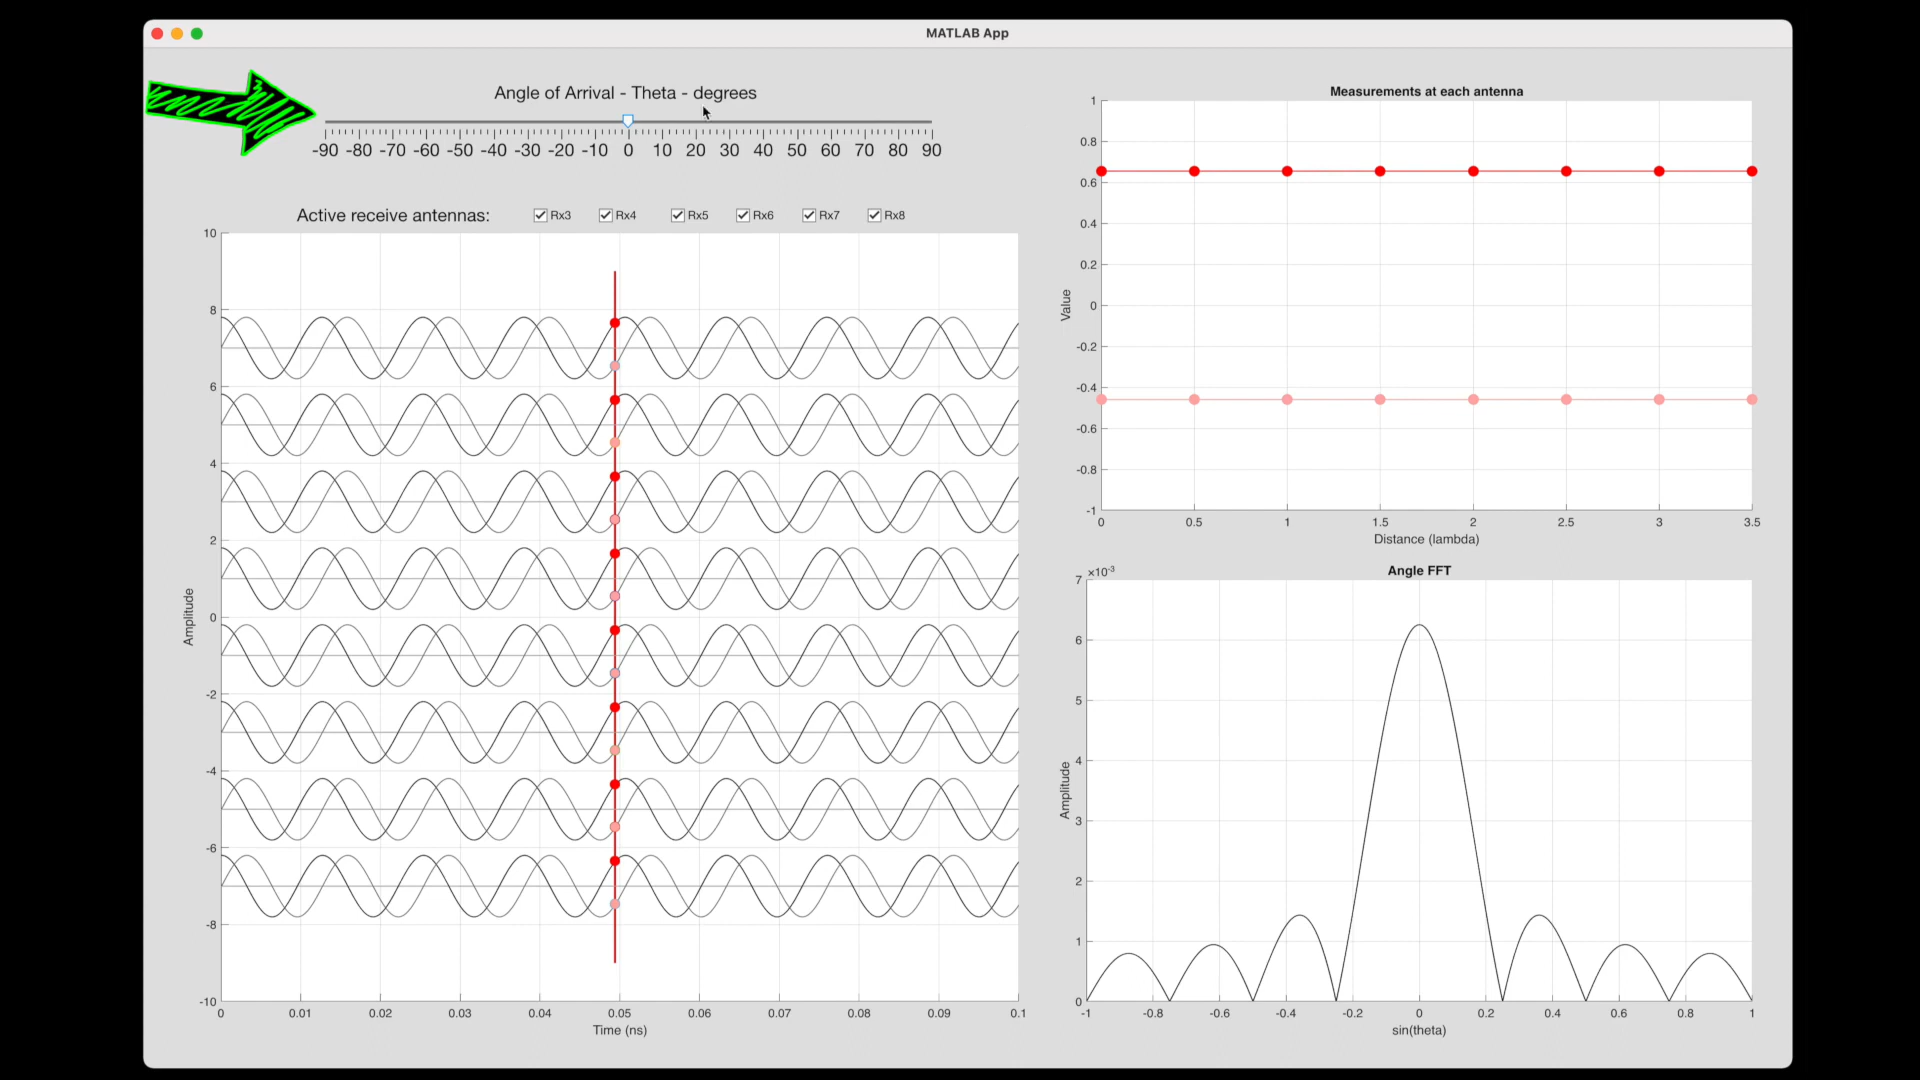 MATLAB App
Angle of Arrival - Theta - degrees
-90 -80 -70 -60 -50 -40 -30 -20 -10 0 10 20 30 40 50 60 70 80 90
Active receive antennas: Rx3 Rx4 Rx5 Rx6 Rx7 Rx8
10
8
6
4
2
0
-2
-4
-6
-8
-10
Amplitude
0 0.01 0.02 0.03 0.04 0.05 0.06 0.07 0.08 0.09 0.1
Time (ns)
Measurements at each antenna
1
0.8
0.6
0.4
0.2
0
-0.2
-0.4
-0.6
-0.8
-1
Value
0 0.5 1 1.5 2 2.5 3 3.5
Distance (lambda)
Angle FFT
×10-3
7
6
5
4
3
2
1
0
Amplitude
-1 -0.8 -0.6 -0.4 -0.2 0 0.2 0.4 0.6 0.8 1
sin(theta)